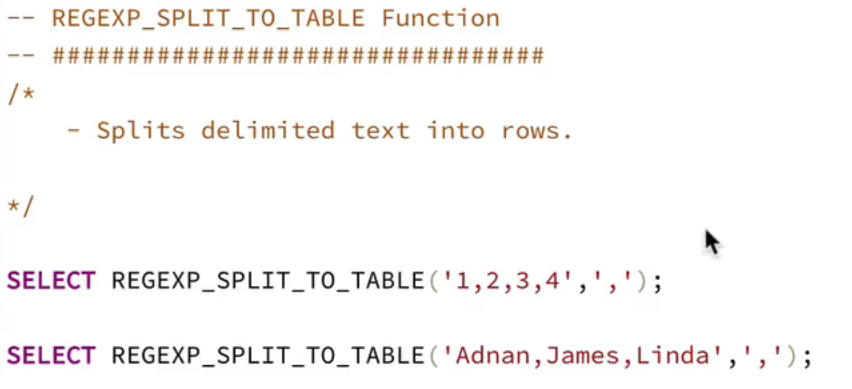 -- REGEXP_SPLIT_TO_TABLE Function
-- #################################
/*
- Splits delimited text into rows.
*/
SELECT REGEXP_SPLIT_TO_TABLE('1,2,3,4',',');
SELECT REGEXP_SPLIT_TO_TABLE('Adnan,James,Linda',',');